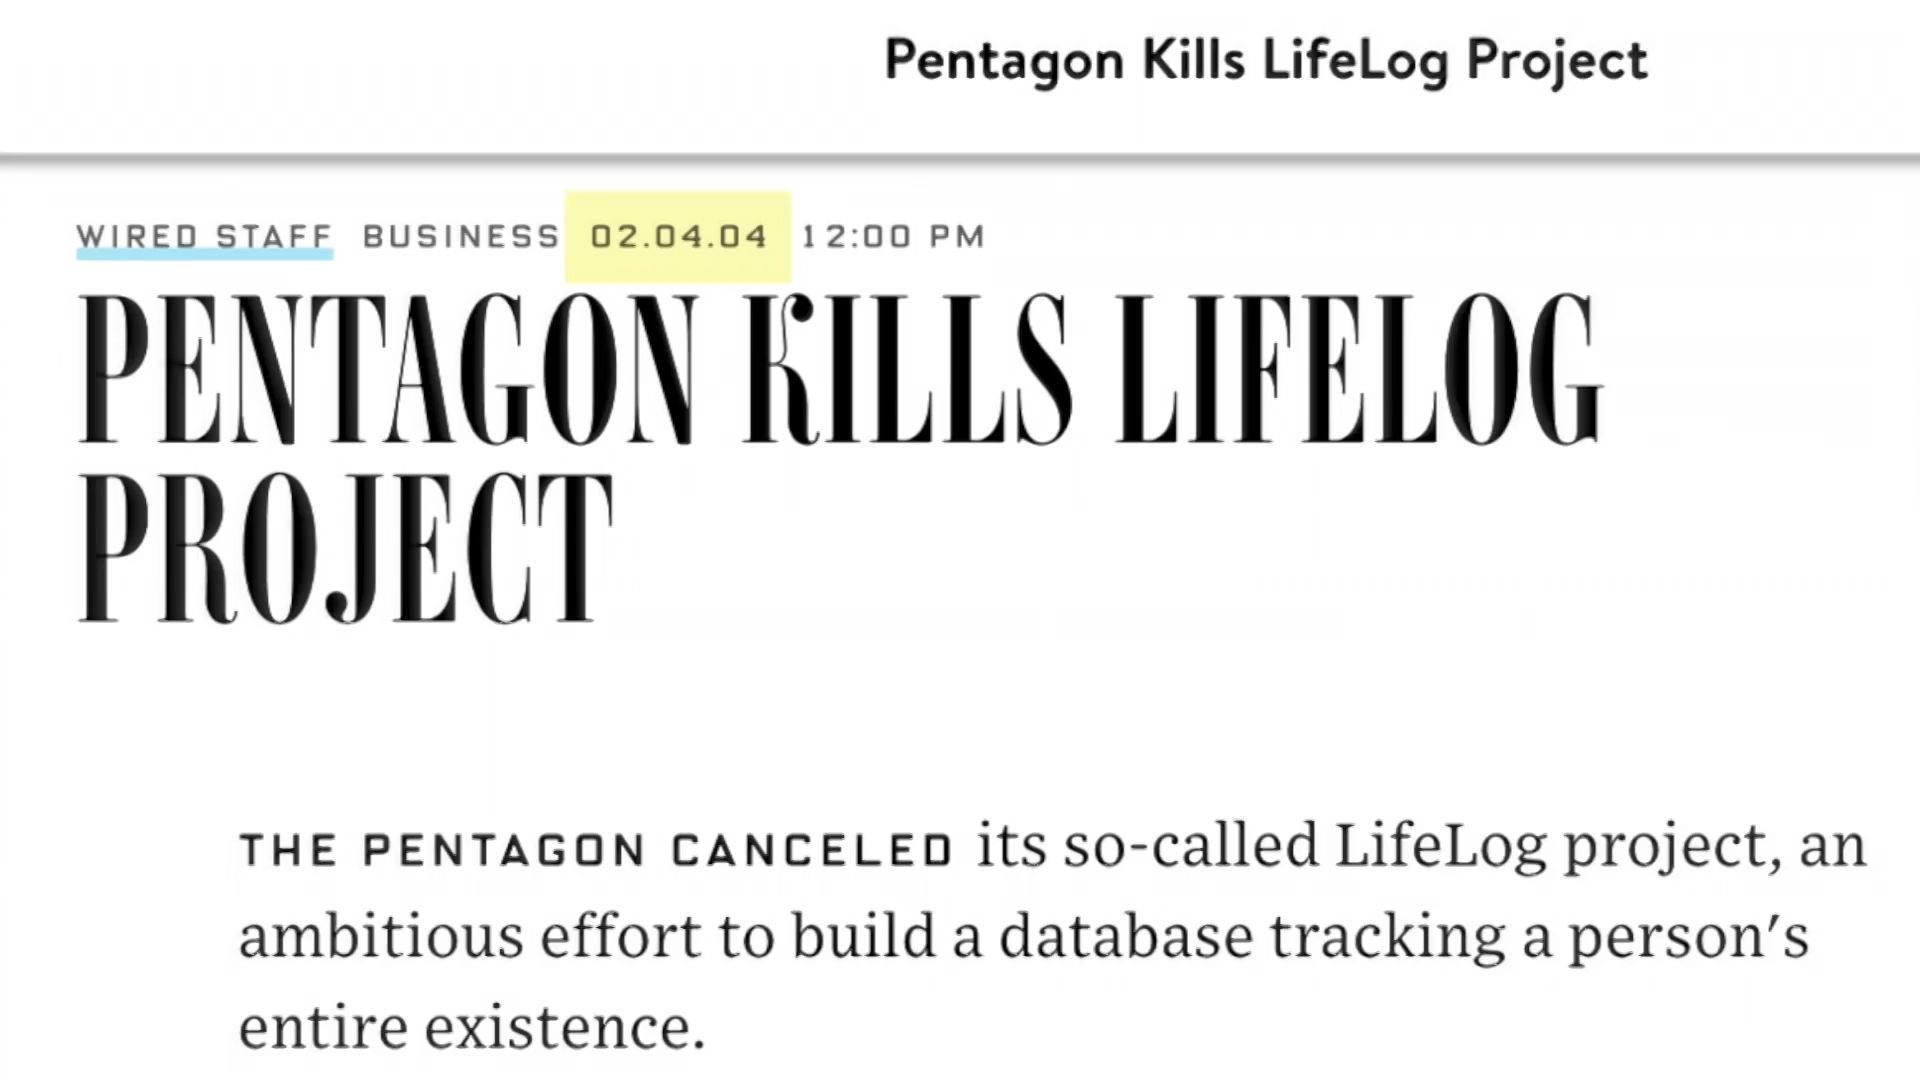 Pentagon Kills LifeLog Project
WIRED STAFF BUSINESS 02.04.04 12:00 PM
PENTAGON KILLS LIFELOG
PROJECT
THE PENTAGON CANCELED its so-called LifeLog project, an
ambitious effort to build a database tracking a person's
entire existence.